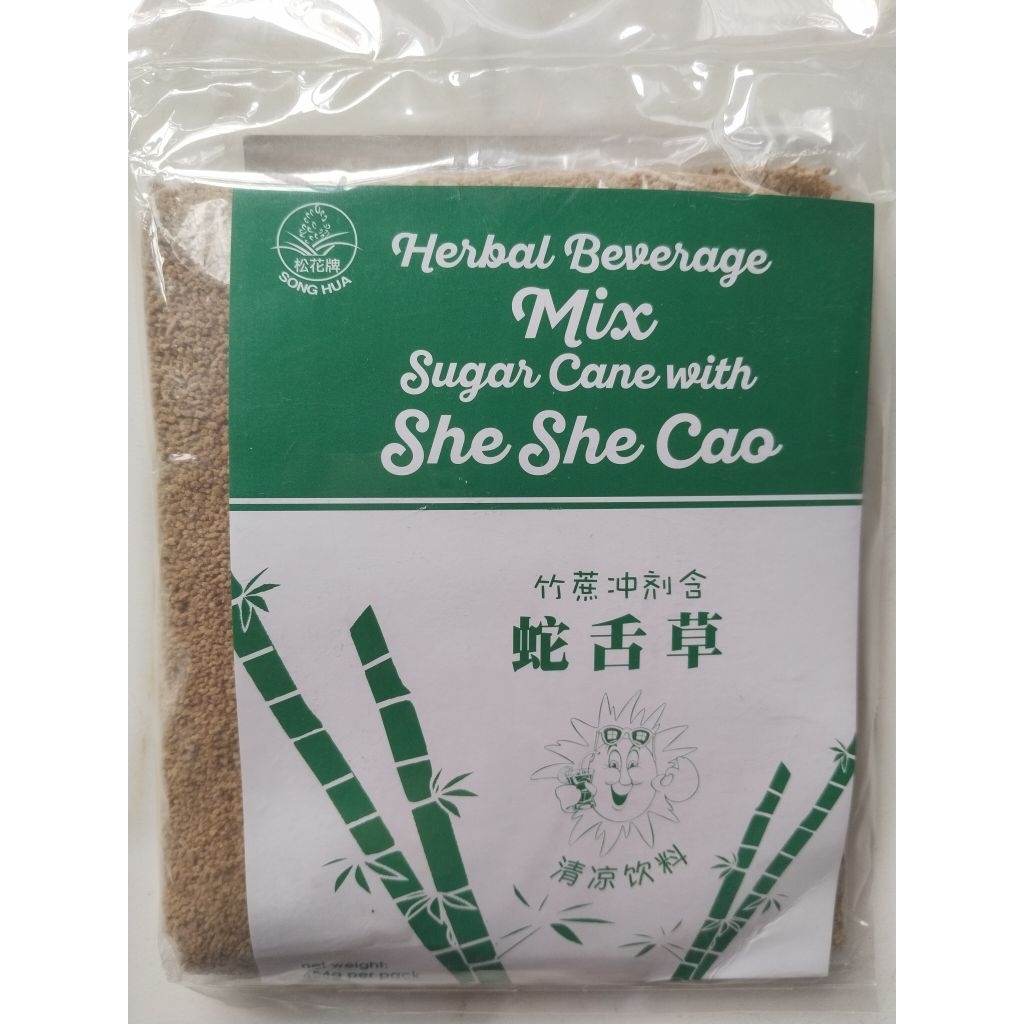 松花牌
SONG HUA
Herbal Beverage
Mix
Sugar Cane with
She She Cao
竹蔗冲剂含
蛇舌草
清凉饮料
net weight:
454g per pack